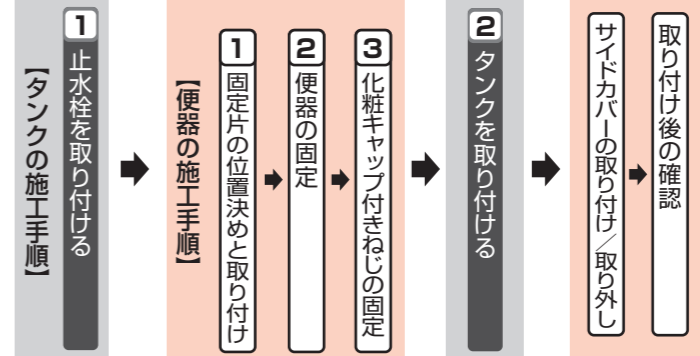 【タンクの施工手順】
1 止水栓を取り付ける
【便器の施工手順】
1 固定片の位置決めと取り付け
2 便器の固定
3 化粧キャップ付きねじの固定
2 タンクを取り付ける
サイドカバーの取り付け／取り外し
取り付け後の確認